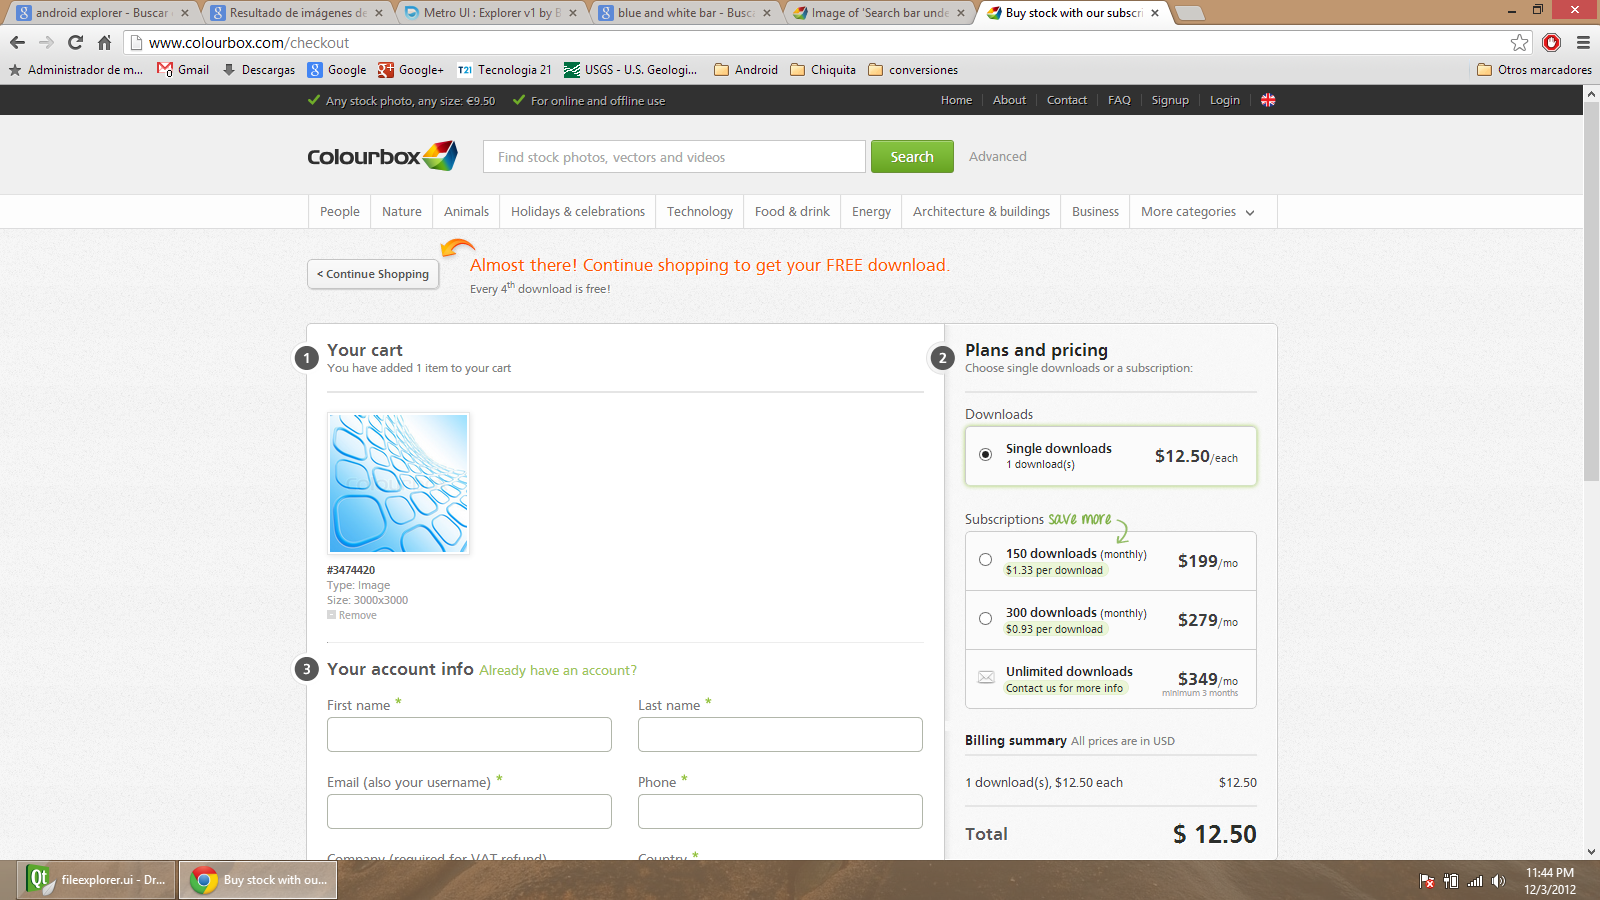 android explorer - Buscar
Resultado de imágenes de
Metro UI : Explorer v1 by B
blue and white bar - Busca
Image of 'Search bar unde
Buy stock with our subscri
www.colourbox.com/checkout
Administrador de m...
Gmail
Descargas
Google
Google+
T21 Tecnologia 21
USGS - U.S. Geologi...
Android
Chiquita
conversiones
Otros marcadores
Any stock photo, any size: €9.50
For online and offline use
Home
About
Contact
FAQ
Signup
Login
Colourbox
Find stock photos, vectors and videos
Search
Advanced
People
Nature
Animals
Holidays & celebrations
Technology
Food & drink
Energy
Architecture & buildings
Business
More categories
< Continue Shopping
Almost there! Continue shopping to get your FREE download.
Every 4th download is free!
1 Your cart
You have added 1 item to your cart
#3474420
Type: Image
Size: 3000x3000
Remove
2 Plans and pricing
Choose single downloads or a subscription:
Downloads
Single downloads
1 download(s)
$12.50/each
Subscriptions save more
150 downloads (monthly)
$1.33 per download
$199/mo
300 downloads (monthly)
$0.93 per download
$279/mo
Unlimited downloads
Contact us for more info
$349/mo
minimum 3 months
Billing summary All prices are in USD
1 download(s), $12.50 each $12.50
Total $ 12.50
3 Your account info Already have an account?
First name *
Last name *
Email (also your username) *
Phone *
Company (required for VAT refund)
Country *
Qt fileexplorer.ui - Dr...
Buy stock with ou...
11:44 PM
12/3/2012